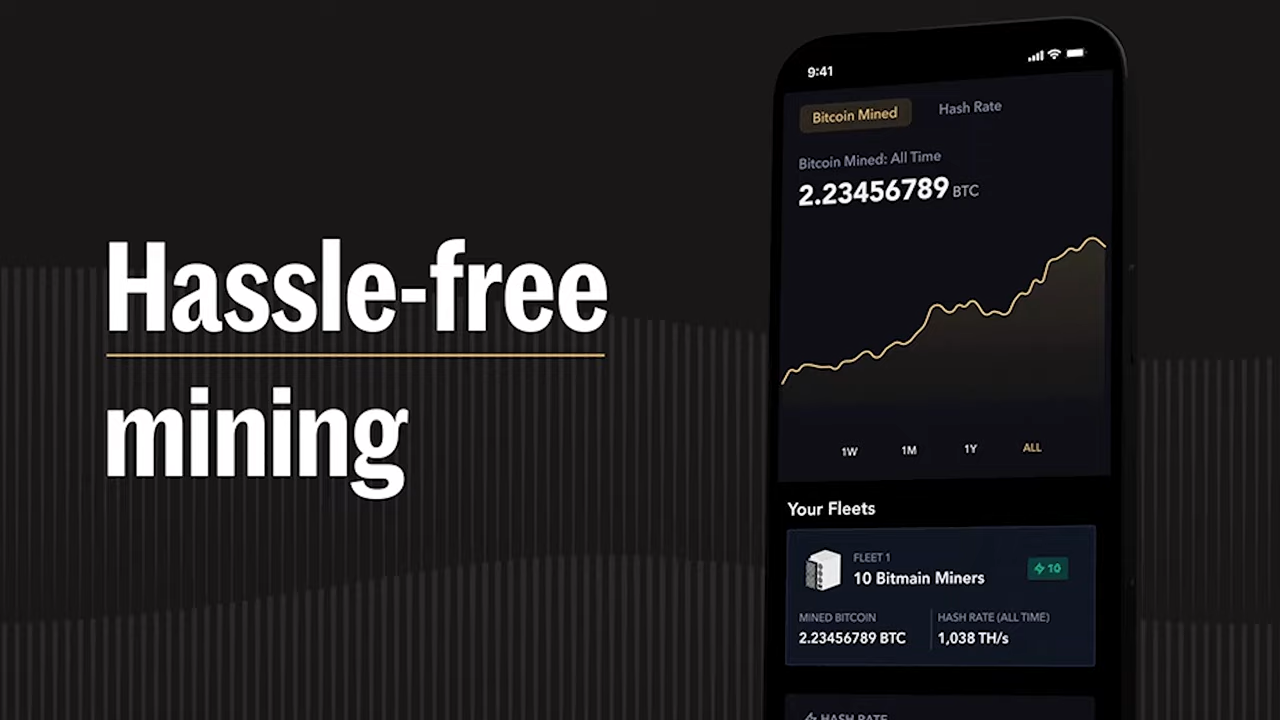 Hassle-free
mining
9:41
Bitcoin Mined
Hash Rate
Bitcoin Mined: All Time
2.23456789 BTC
1W 1M 1Y ALL
Your Fleets
FLEET 1
10 Bitmain Miners
10
MINED BITCOIN
2.23456789 BTC
HASH RATE (ALL TIME)
1,038 TH/s
HASH RATE